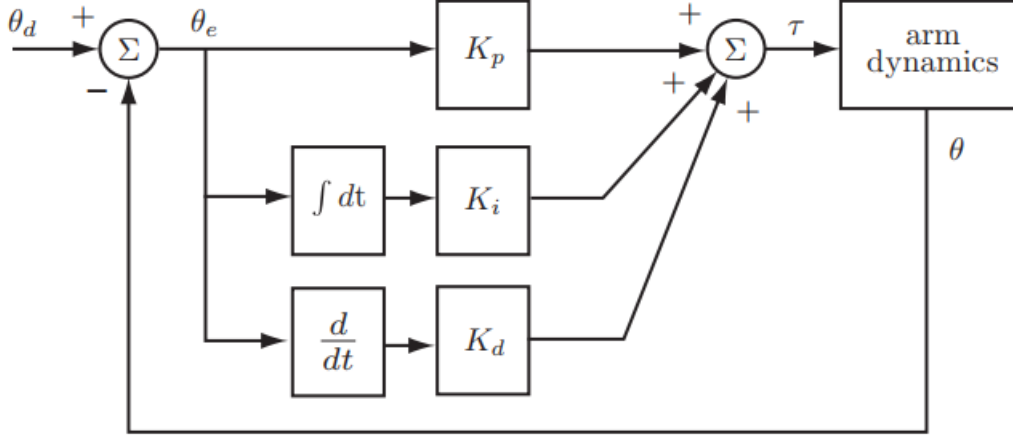 θ_d + Σ θ_e K_p + Σ τ arm
dynamics
−
+
+
θ
∫ dt K_i
d
dt K_d